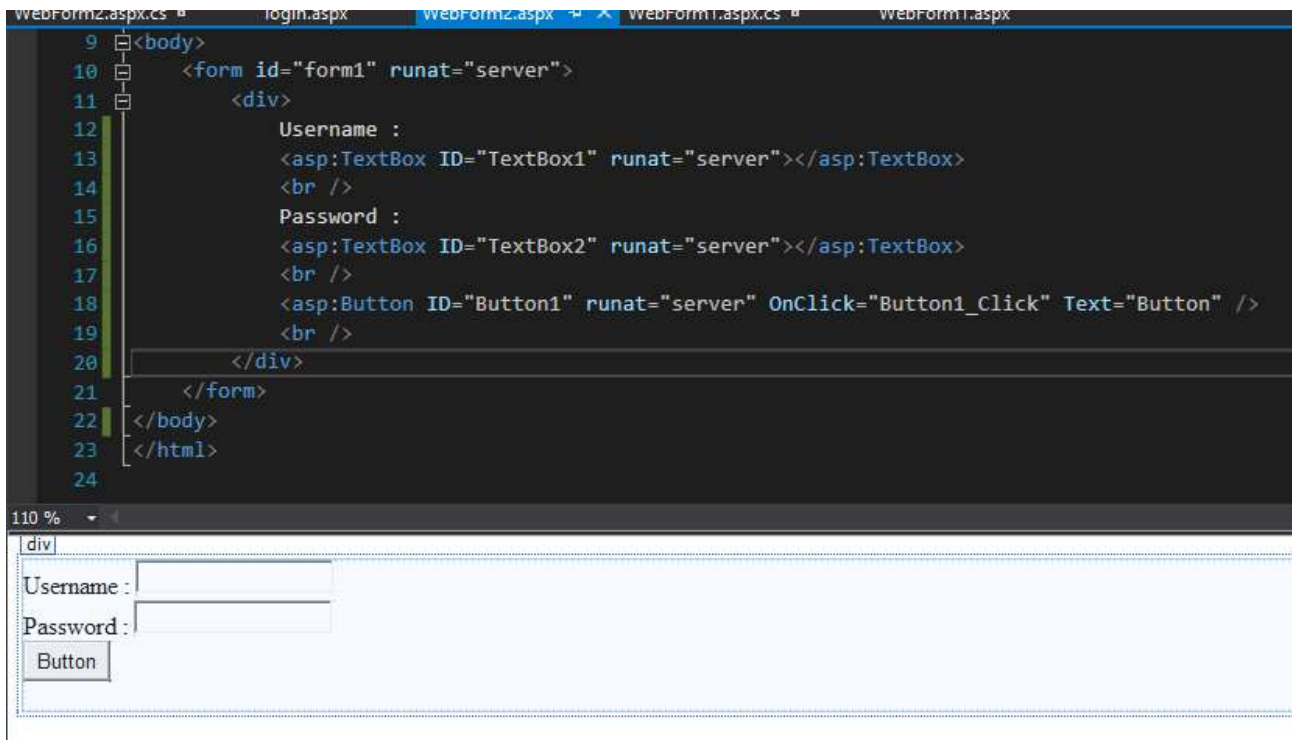 WebForm2.aspx.cs login.aspx WebForm2.aspx WebForm1.aspx.cs WebForm1.aspx
9 <body>
10 <form id="form1" runat="server">
11 <div>
12 Username :
13 <asp:TextBox ID="TextBox1" runat="server"></asp:TextBox>
14 <br />
15 Password :
16 <asp:TextBox ID="TextBox2" runat="server"></asp:TextBox>
17 <br />
18 <asp:Button ID="Button1" runat="server" OnClick="Button1_Click" Text="Button" />
19 <br />
20 </div>
21 </form>
22 </body>
23 </html>
24
110 %
div
Username :
Password :
Button